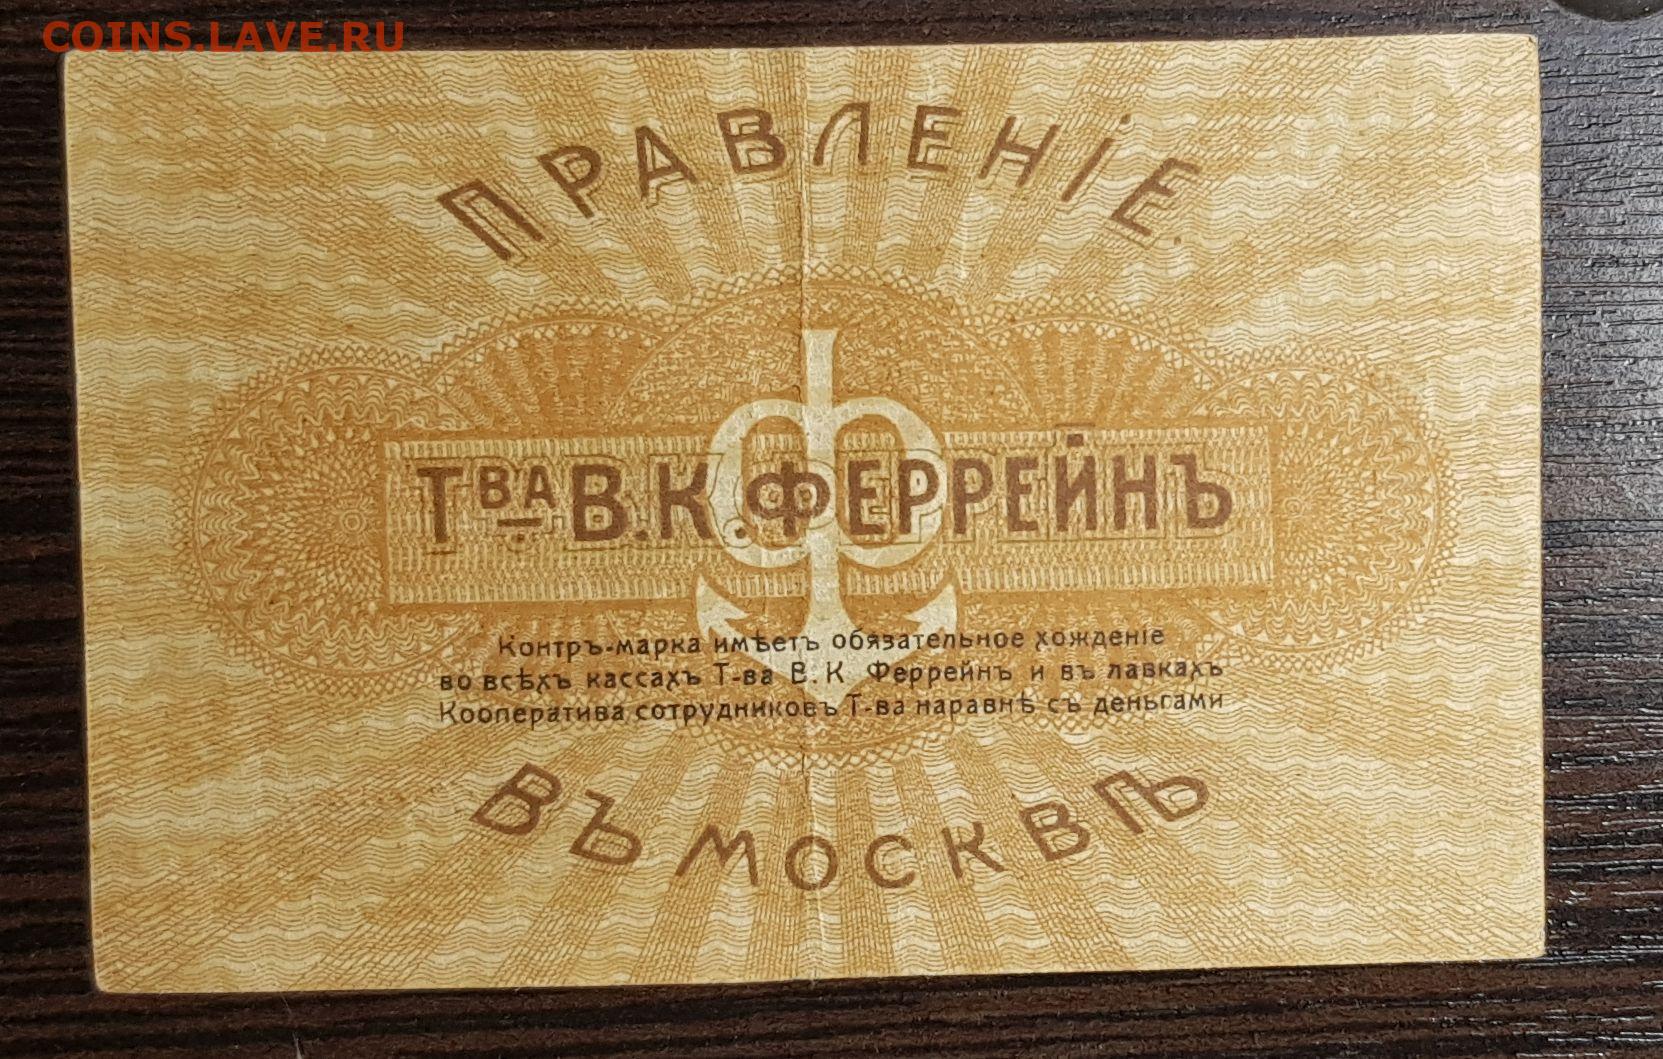 COINS.LAVE.RU
ПРАВЛЕНІЕ.
Т-ВА В.К.ФЕРРЕЙНЪ
Контръ-марка имѣетъ обязательное хожденіе
во всѣхъ кассахъ Т-ва В. К. Феррейнъ и въ лавкахъ
Кооператива сотрудниковъ Т-ва наравнѣ съ деньгами
ВЪ МОСКВѢ